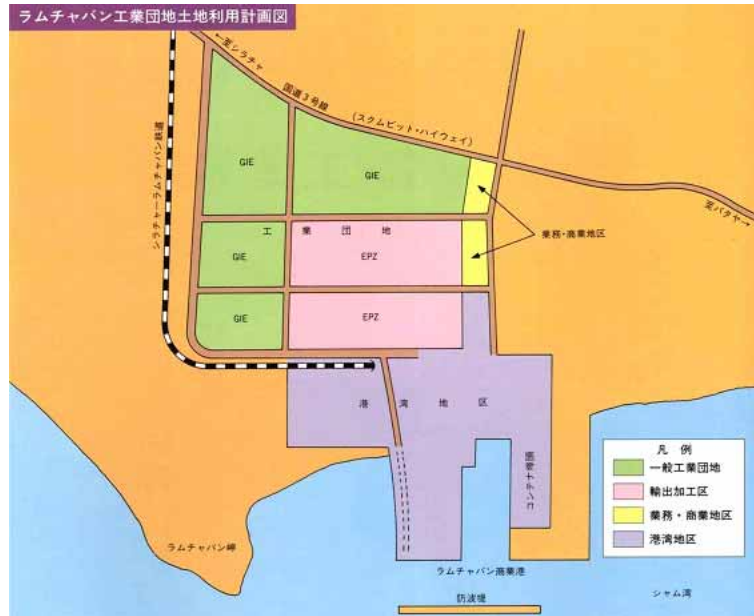 ラムチャバン工業団地土地利用計画図
←至シラチャ
国道3号線
(スクムビット・ハイウェイ)
シラチャーラムチャバン鉄道
GIE
GIE
至パタヤ→
工業団地
業務・商業地区
GIE
EPZ
GIE
EPZ
港湾地区
コンテナ埠頭
凡例
一般工業団地
輸出加工区
業務・商業地区
港湾地区
ラムチャバン岬
ラムチャバン商業港
防波堤
シャム湾